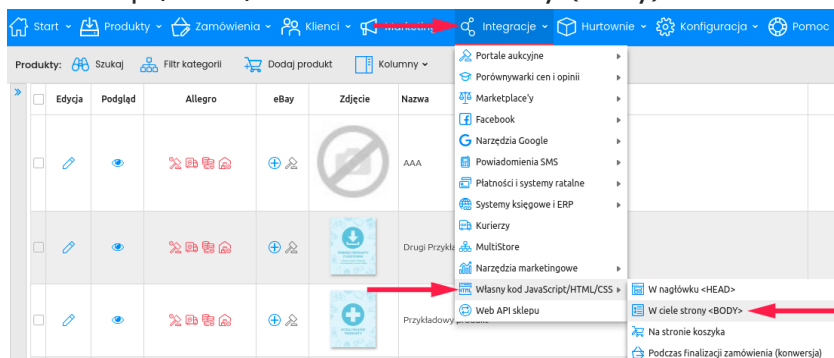 Start Produkty Zamówienia Klienci Integracje Hurtownie Konfiguracja Pomoc
Produkty: Szukaj Filtr kategorii Dodaj produkt Kolumny
Edycja Podgląd Allegro eBay Zdjęcie Nazwa
Portale aukcyjne
Porównywarki cen i opinii
Marketplace'y
Facebook
Narzędzia Google
Powiadomienia SMS
Płatności i systemy ratalne
Systemy księgowe i ERP
Kurierzy
MultiStore
Narzędzia marketingowe
Własny kod JavaScript/HTML/CSS
Web API sklepu
W nagłówku <HEAD>
W ciele strony <BODY>
Na stronie koszyka
Podczas finalizacji zamówienia (konwersja)
AAA
Drugi
Przykładowy